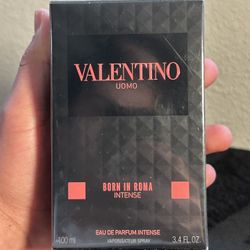 VALENTINO
UOMO
BORN IN ROMA
INTENSE
EAU DE PARFUM INTENSE
VAPORISATEUR SPRAY
100 ml
3.4 FL.OZ.